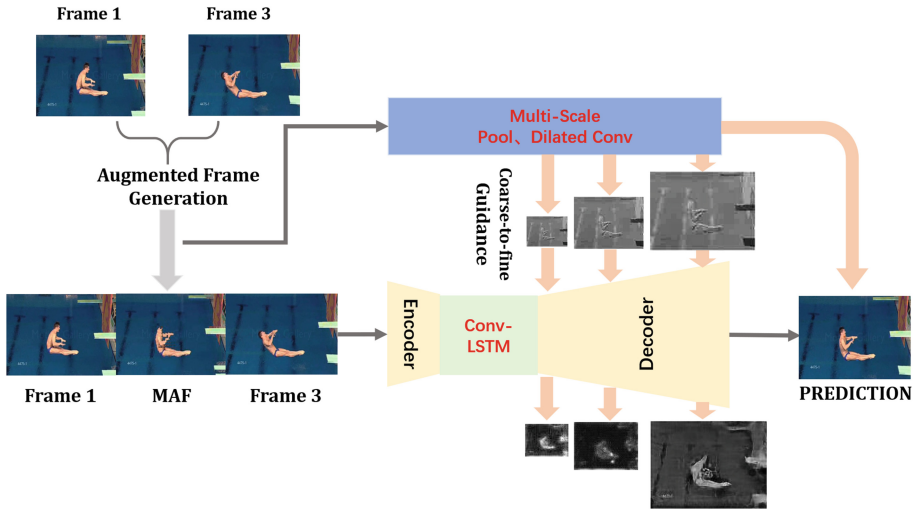 Frame 1
Frame 3
Augmented Frame
Generation
Multi-Scale
Pool、Dilated Conv
Coarse-to-fine
Guidance
Encoder
Conv-
LSTM
Decoder
Frame 1
MAF
Frame 3
PREDICTION